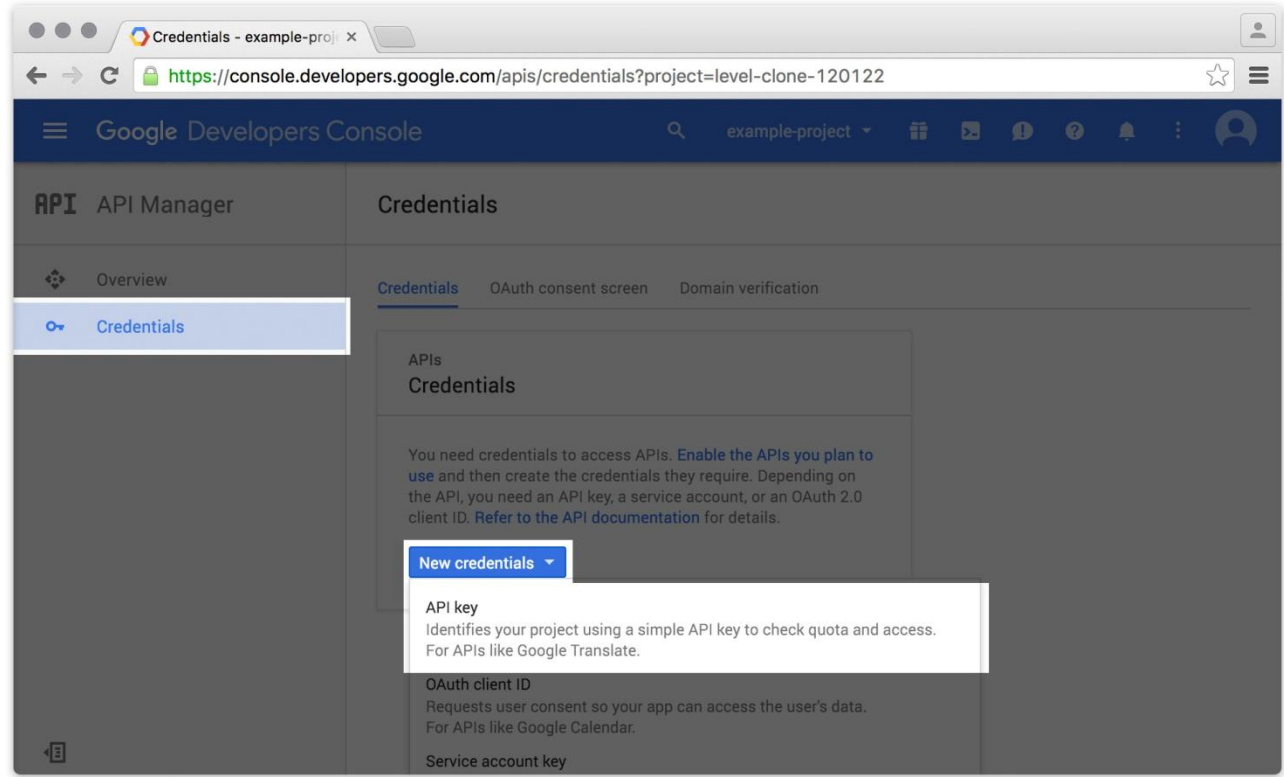 Credentials - example-proj
https://console.developers.google.com/apis/credentials?project=level-clone-120122
Google Developers Console
example-project
API API Manager
Credentials
Overview
Credentials
Credentials OAuth consent screen Domain verification
APIs
Credentials
You need credentials to access APIs. Enable the APIs you plan to
use and then create the credentials they require. Depending on
the API, you need an API key, a service account, or an OAuth 2.0
client ID. Refer to the API documentation for details.
New credentials
API key
Identifies your project using a simple API key to check quota and access.
For APIs like Google Translate.
OAuth client ID
Requests user consent so your app can access the user's data.
For APIs like Google Calendar.
Service account key